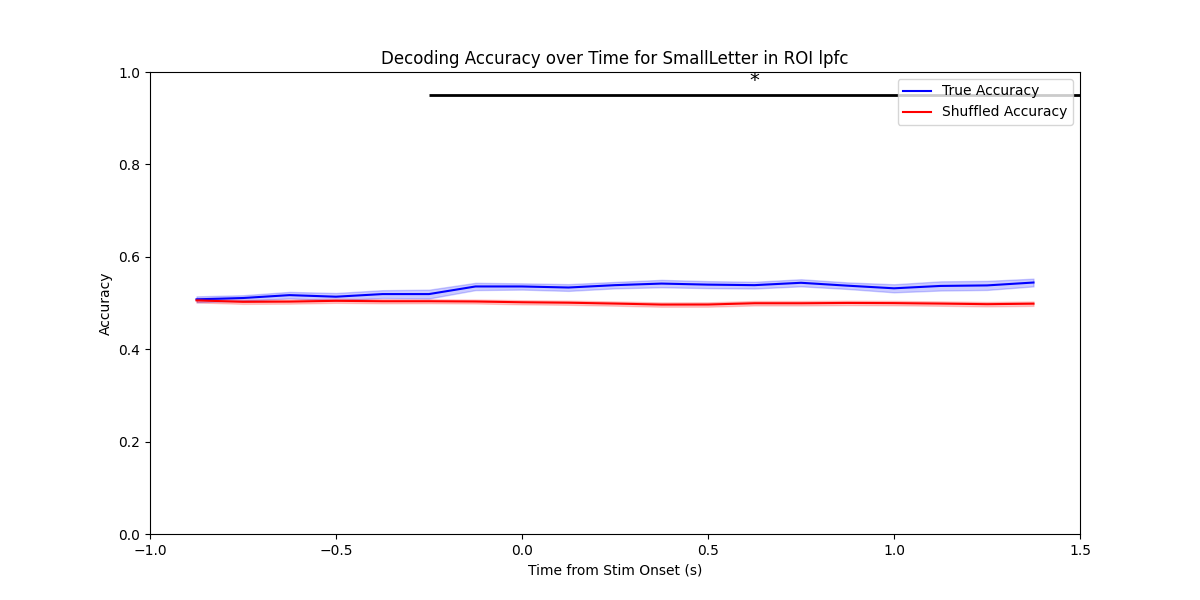 Decoding Accuracy over Time for SmallLetter in ROI lpfc
*
True Accuracy
Shuffled Accuracy
1.0
0.8
0.6
0.4
0.2
0.0
Accuracy
−1.0 −0.5 0.0 0.5 1.0 1.5
Time from Stim Onset (s)